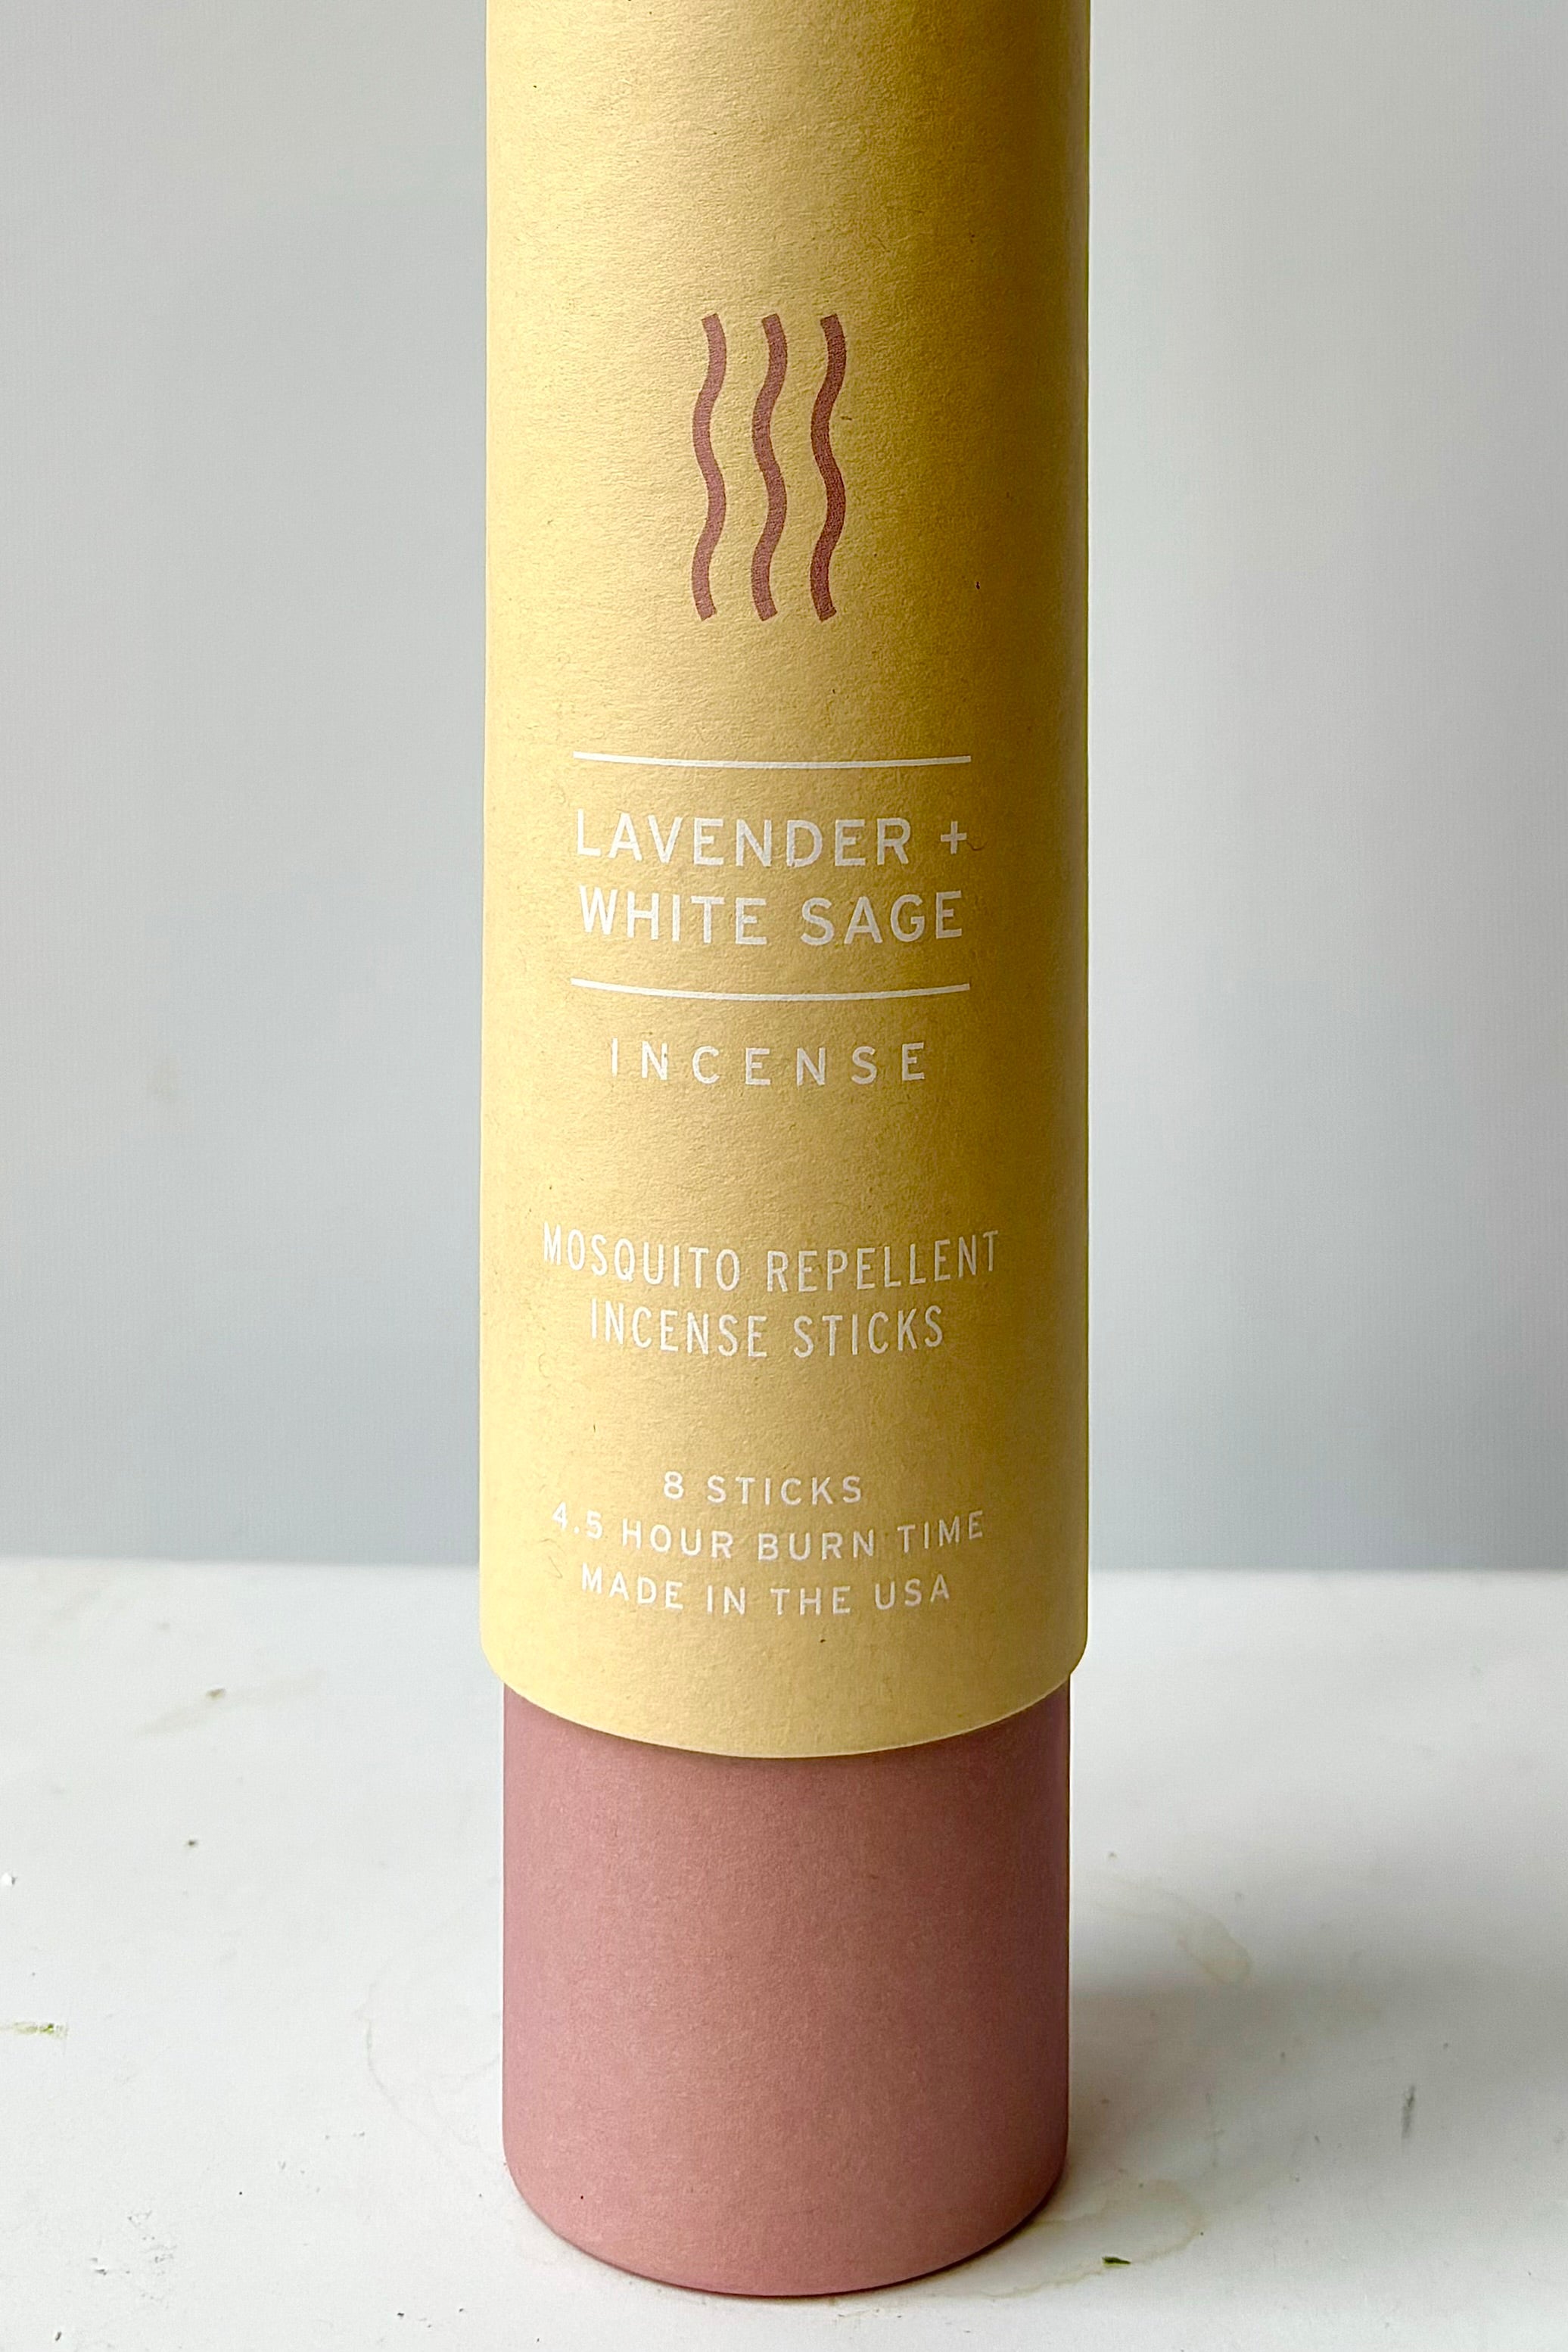 LAVENDER +
WHITE SAGE
INCENSE
MOSQUITO REPELLENT
INCENSE STICKS
8 STICKS
4.5 HOUR BURN TIME
MADE IN THE USA